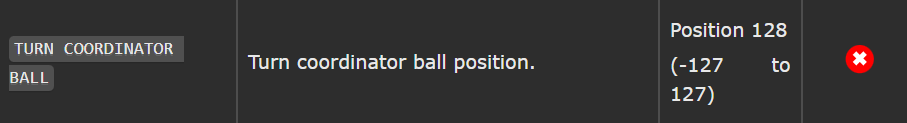 TURN COORDINATOR
BALL
Turn coordinator ball position.
Position 128
(-127 to
127)